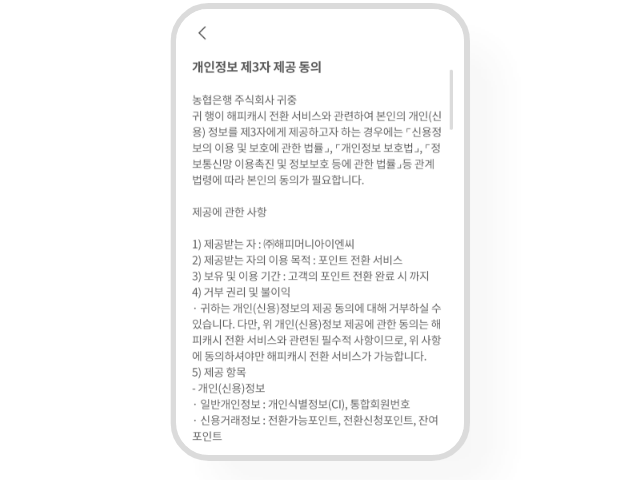 개인정보 제3자 제공 동의
농협은행 주식회사 귀중
귀 행이 해피캐시 전환 서비스와 관련하여 본인의 개인(신
용) 정보를 제3자에게 제공하고자 하는 경우에는 ｢신용정
보의 이용 및 보호에 관한 법률｣, ｢개인정보 보호법｣, ｢정
보통신망 이용촉진 및 정보보호 등에 관한 법률｣등 관계
법령에 따라 본인의 동의가 필요합니다.
제공에 관한 사항
1) 제공받는 자 : ㈜해피머니아이엔씨
2) 제공받는 자의 이용 목적 : 포인트 전환 서비스
3) 보유 및 이용 기간 : 고객의 포인트 전환 완료 시 까지
4) 거부 권리 및 불이익
· 귀하는 개인(신용)정보의 제공 동의에 대해 거부하실 수
있습니다. 다만, 위 개인(신용)정보 제공에 관한 동의는 해
피캐시 전환 서비스와 관련된 필수적 사항이므로, 위 사항
에 동의하셔야만 해피캐시 전환 서비스가 가능합니다.
5) 제공 항목
- 개인(신용)정보
· 일반개인정보 : 개인식별정보(CI), 통합회원번호
· 신용거래정보 : 전환가능포인트, 전환신청포인트, 잔여
포인트